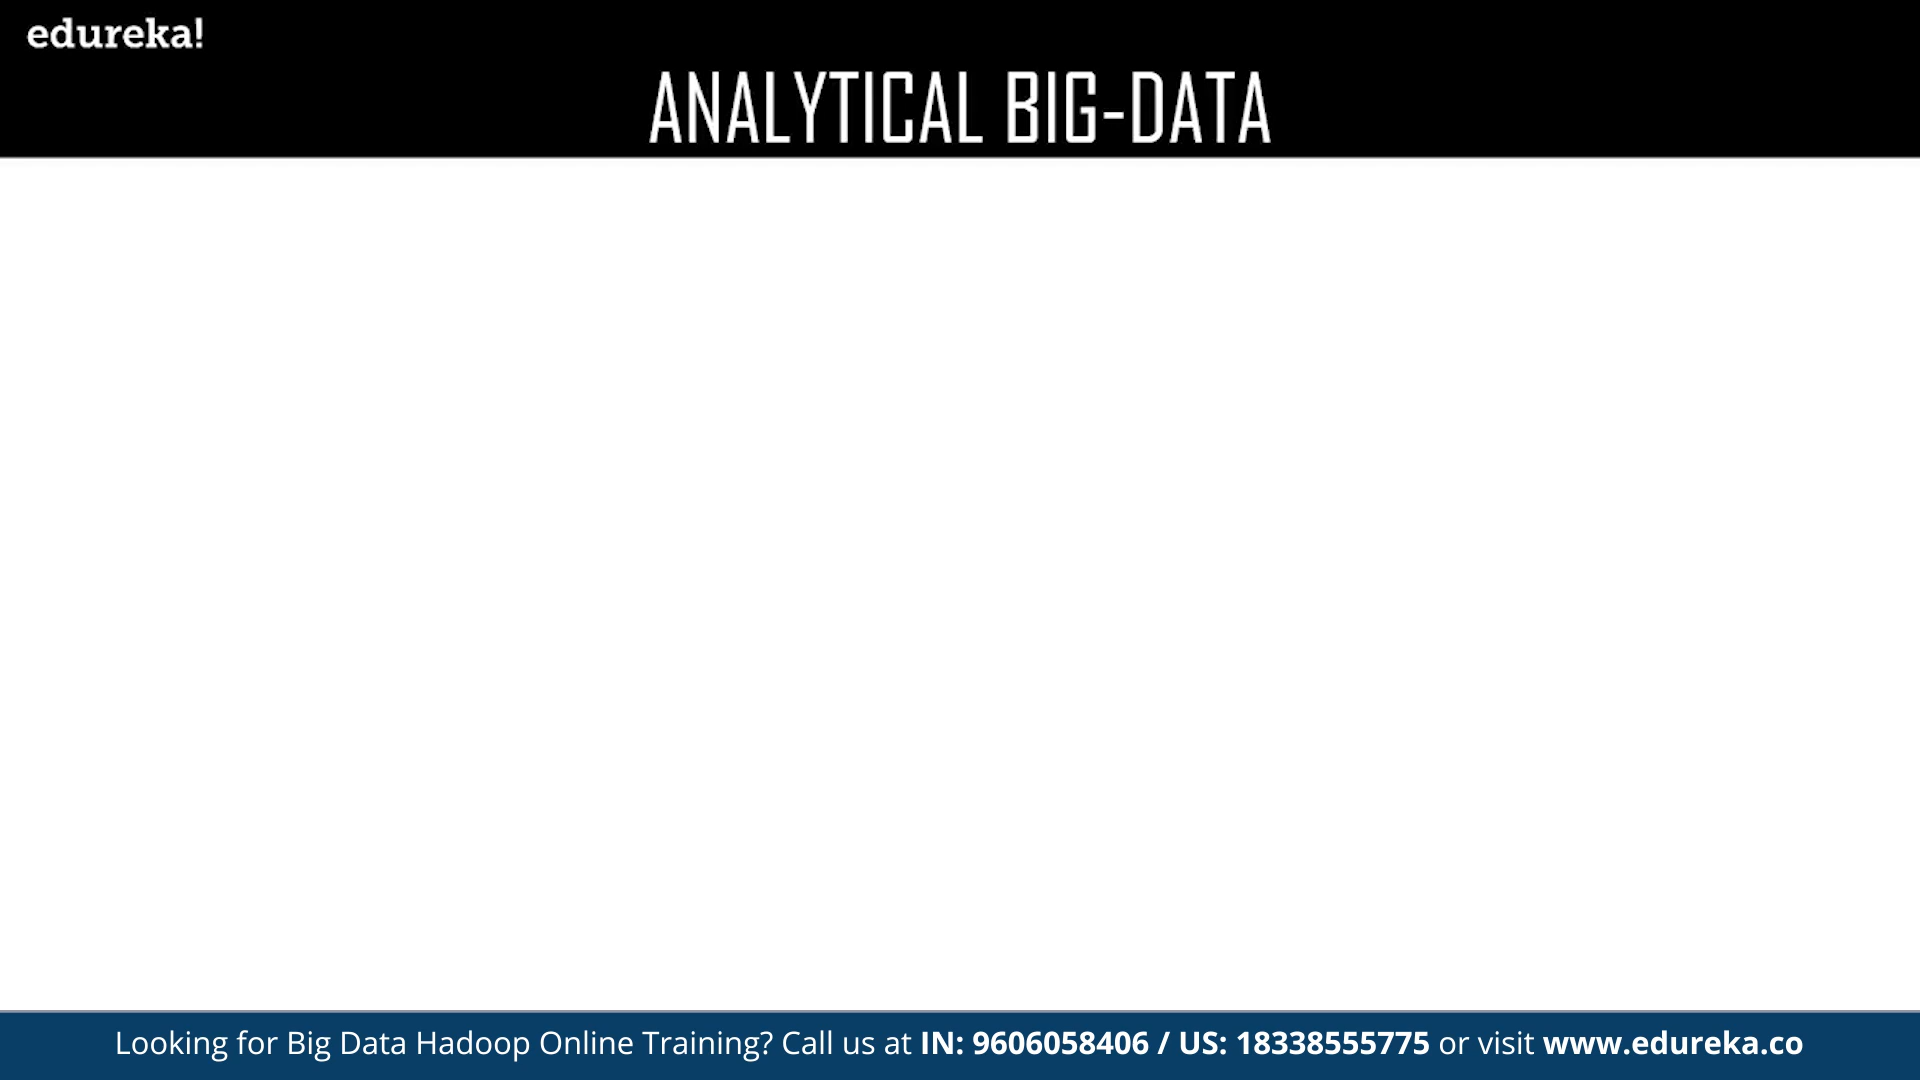 edureka!
ANALYTICAL BIG-DATA
Looking for Big Data Hadoop Online Training? Call us at IN: 9606058406 / US: 18338555775 or visit www.edureka.co